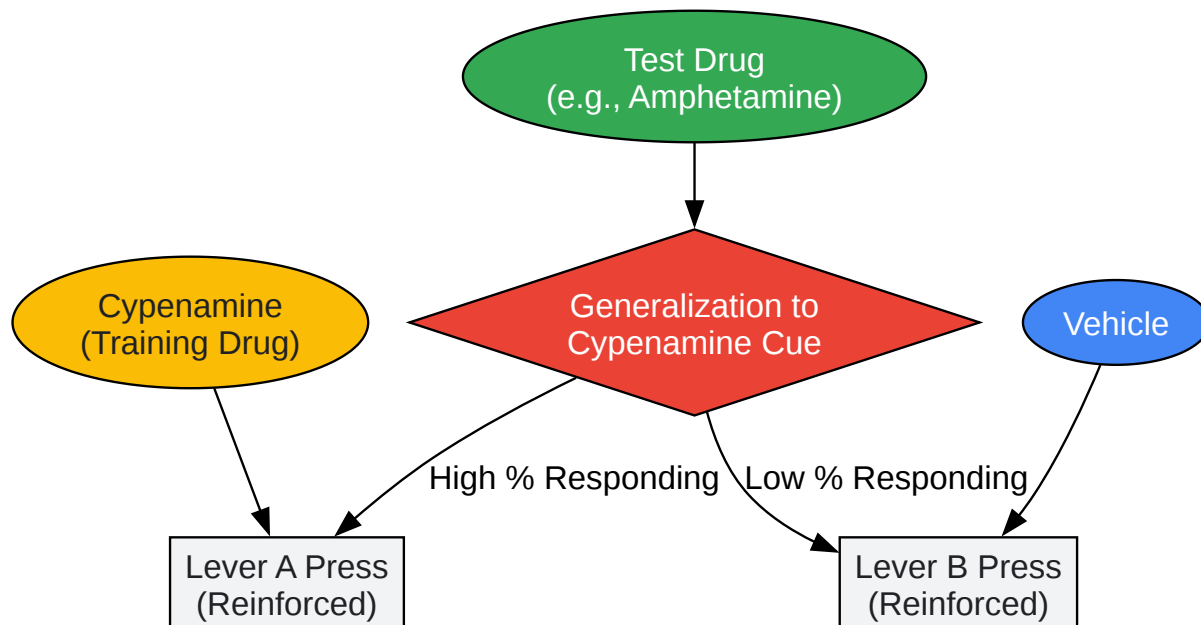 Test Drug
(e.g., Amphetamine)
Cypenamine
(Training Drug)
Generalization to
Cypenamine Cue
Vehicle
High % Responding
Low % Responding
Lever A Press
(Reinforced)
Lever B Press
(Reinforced)